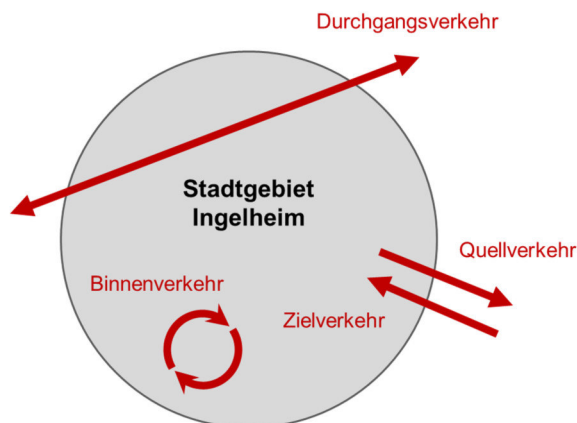 Durchgangsverkehr
Stadtgebiet
Ingelheim
Quellverkehr
Binnenverkehr
Zielverkehr